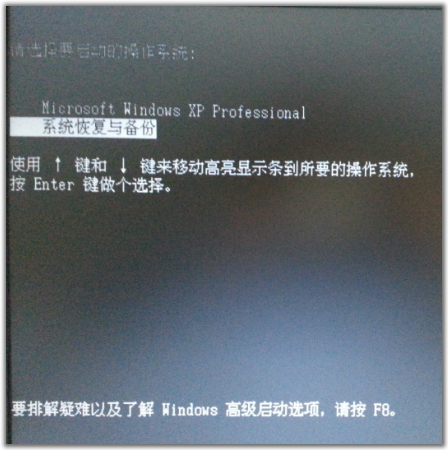 请选择要启动的操作系统:
Microsoft Windows XP Professional
系统恢复与备份
使用 ↑ 键和 ↓ 键来移动高亮显示条到所要的操作系统,
按 Enter 键做个选择。
要排解疑难以及了解 Windows 高级启动选项, 请按 F8。